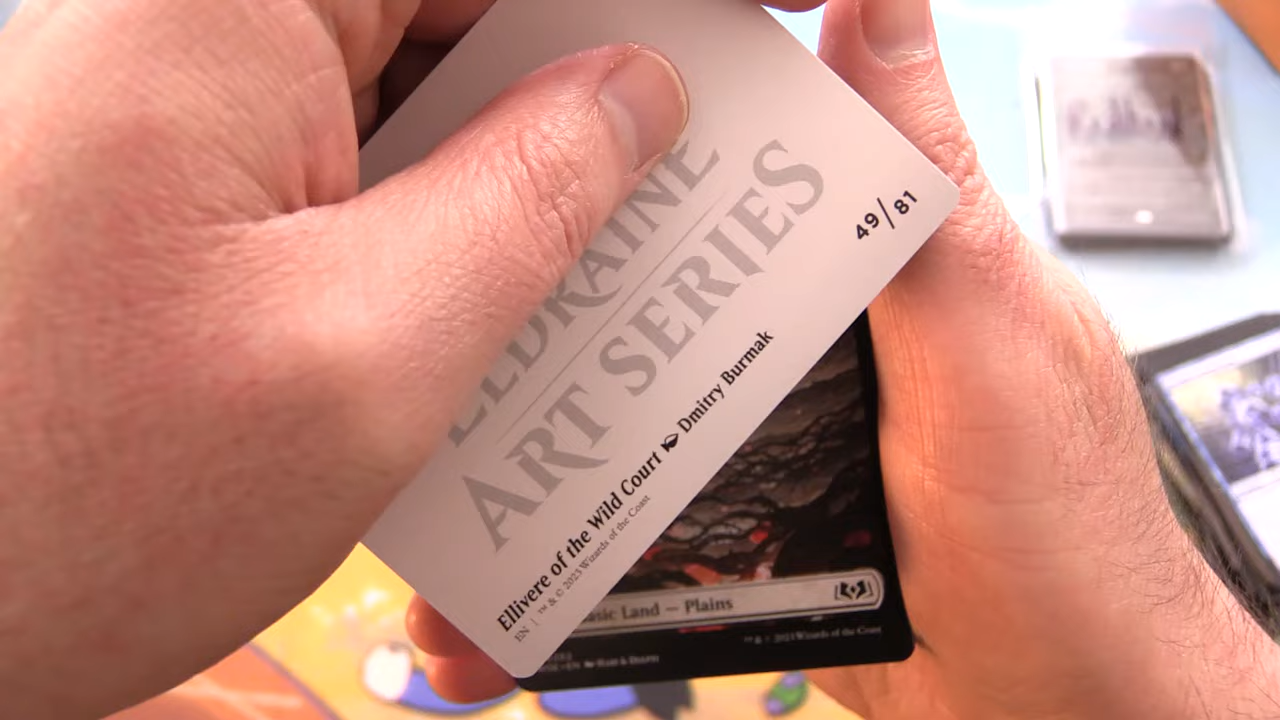 ELDRAINE
ART SERIES
49/81
Ellivere of the Wild Court Dmitry Burmak
EN | ™ & © 2023 Wizards of the Coast
Basic Land — Plains
™ & © 2023 Wizards of the Coast